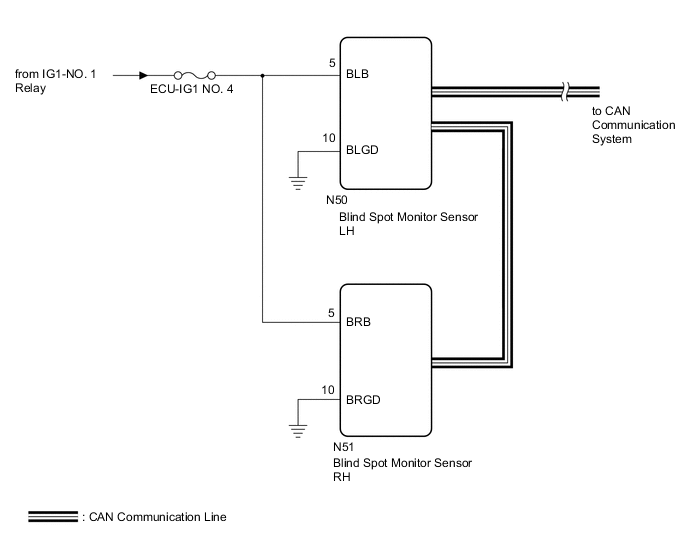 from IG1-NO. 1
Relay
ECU-IG1 NO. 4
5
BLB
10
BLGD
to CAN
Communication
System
N50
Blind Spot Monitor Sensor
LH
5
BRB
10
BRGD
N51
Blind Spot Monitor Sensor
RH
: CAN Communication Line